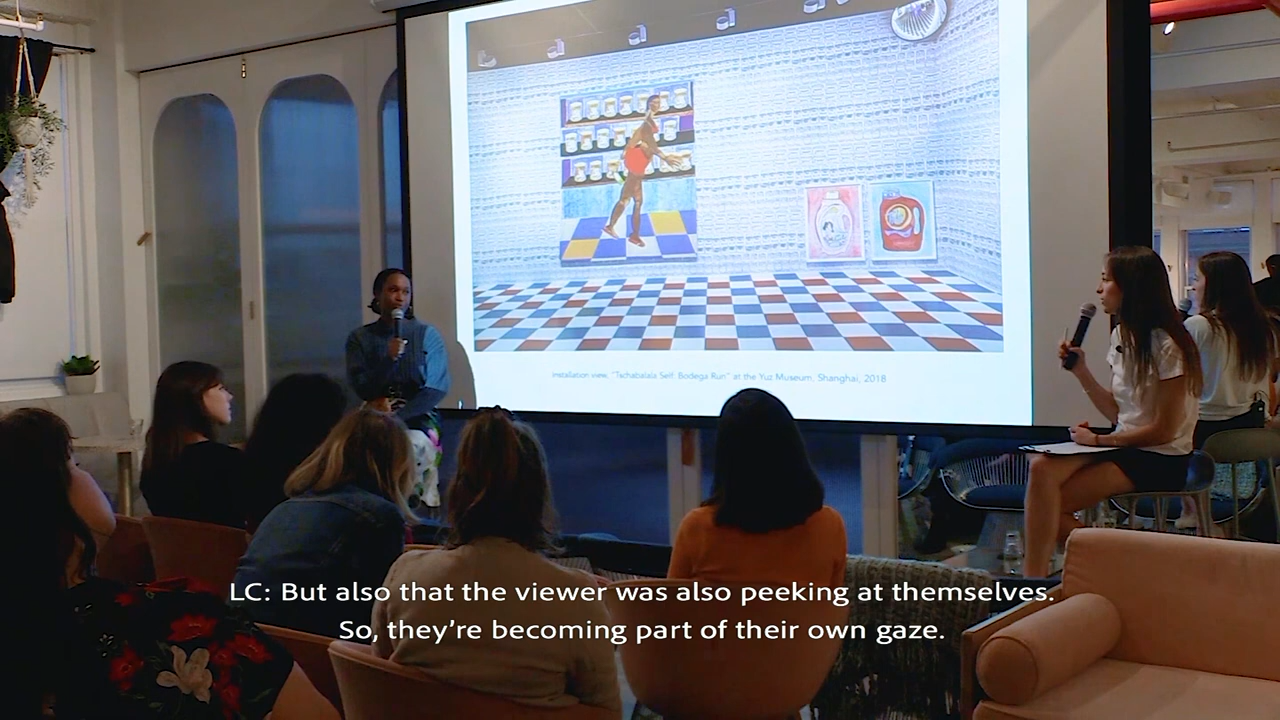 Installation view, "Tschabalala Self: Bodega Run" at the Yuz Museum, Shanghai, 2018
LC: But also that the viewer was also peeking at themselves.
So, they're becoming part of their own gaze.